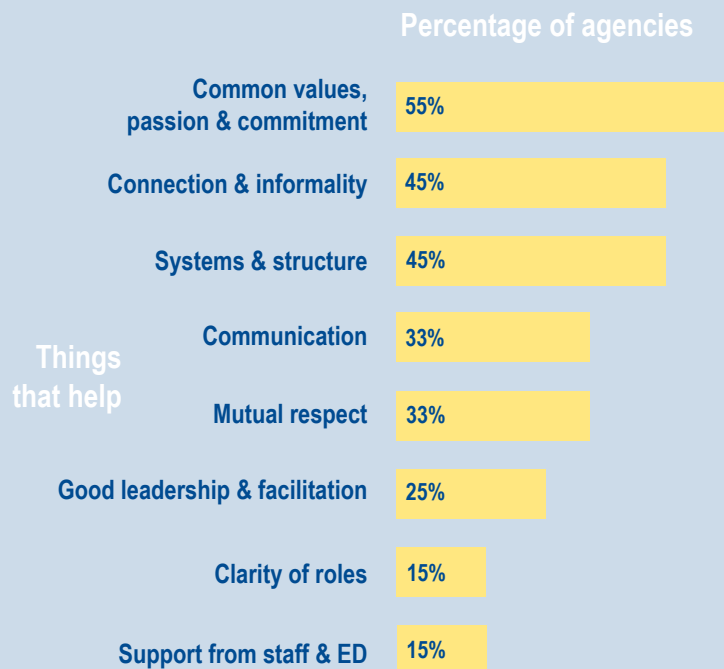 Percentage of agencies
Common values,
passion & commitment
55%
Connection & informality
45%
Systems & structure
45%
Communication
33%
Things
that help
Mutual respect
33%
Good leadership & facilitation
25%
Clarity of roles
15%
Support from staff & ED
15%